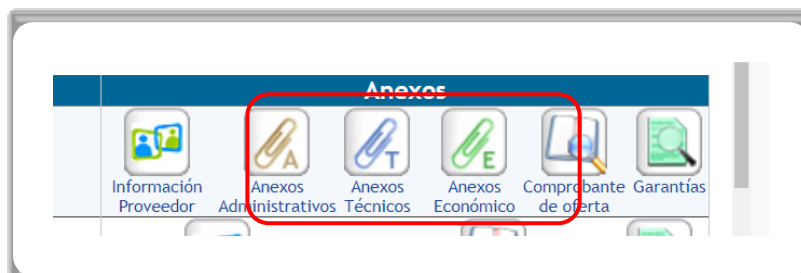 Anexos
A T E
Información Anexos Anexos Anexos Comprobante Garantías
Proveedor Administrativos Técnicos Económico de oferta